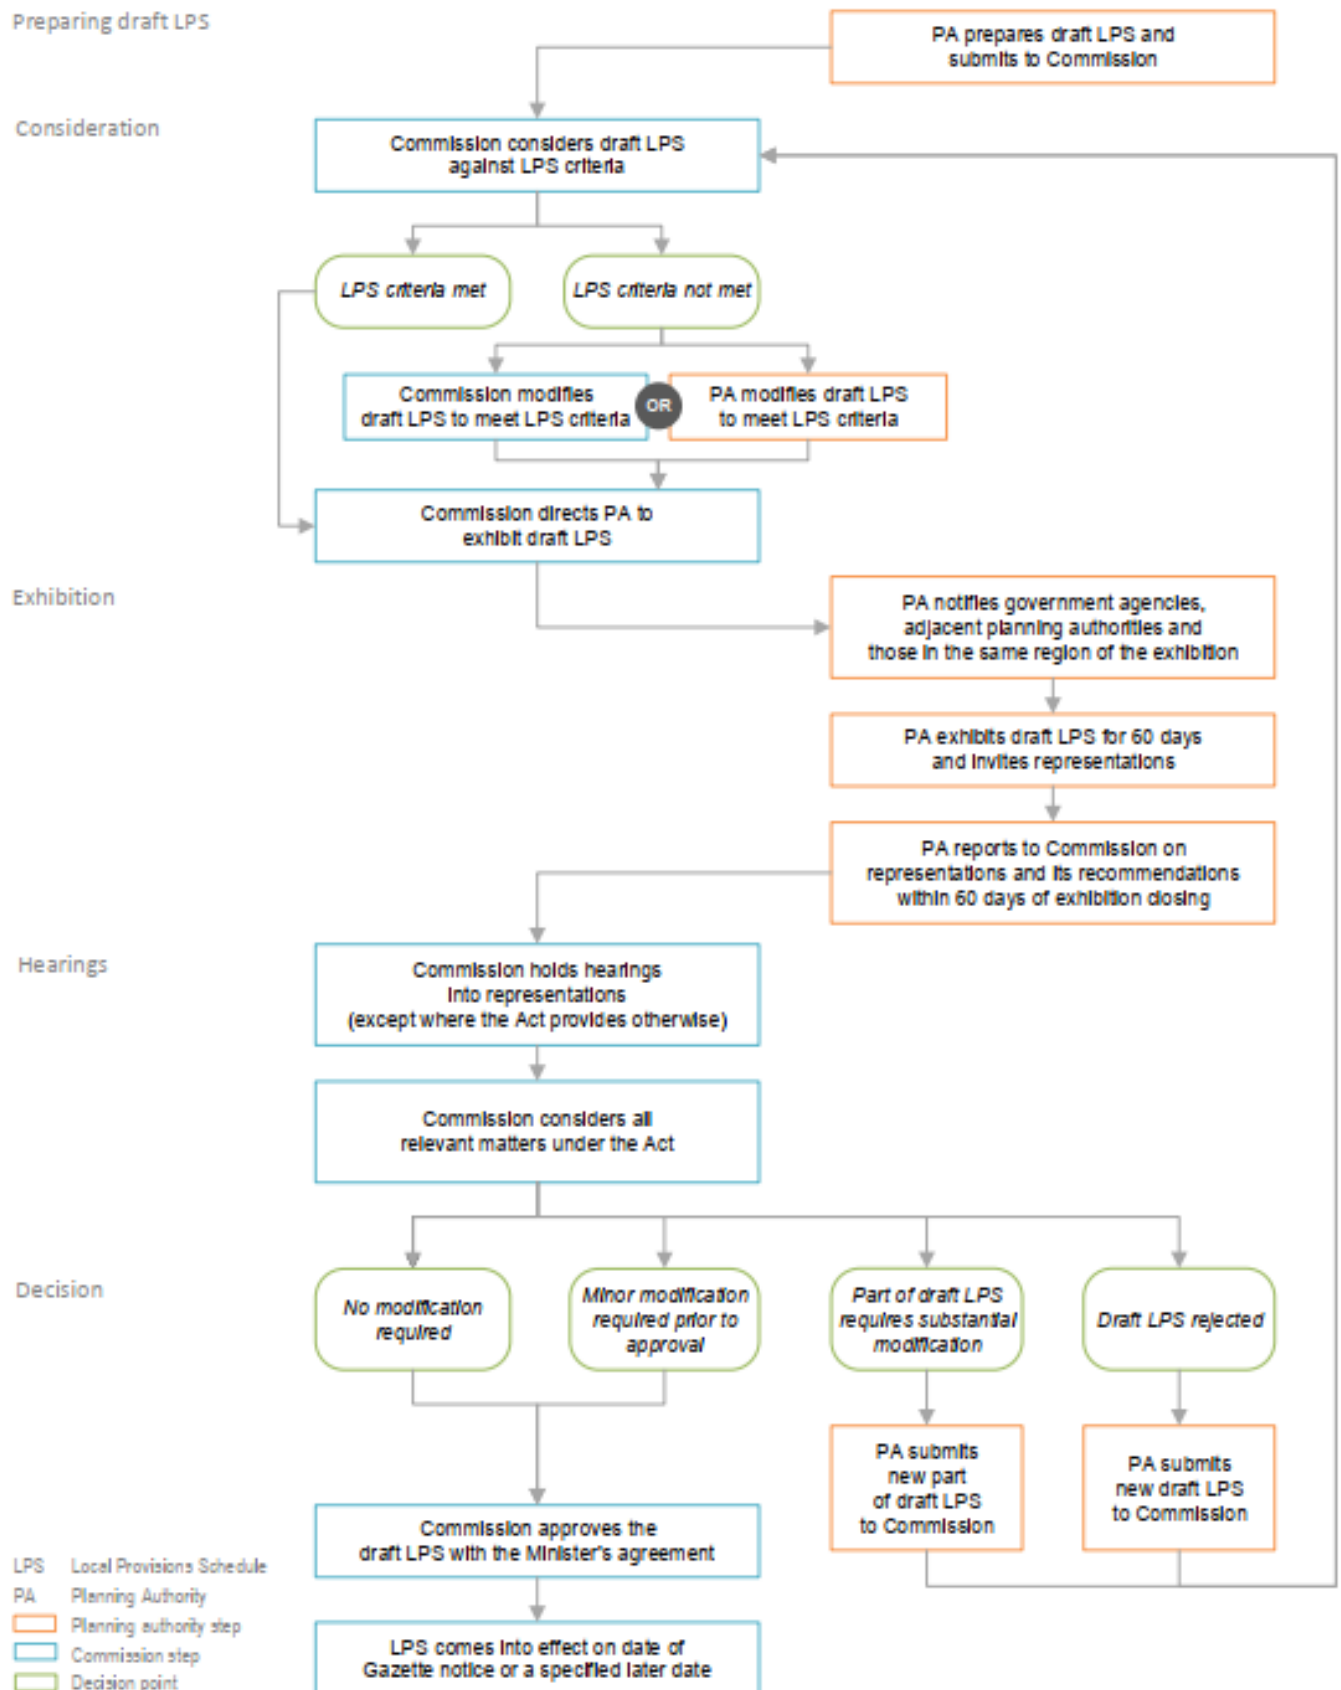 Preparing draft LPS
PA prepares draft LPS and
submits to Commission
Consideration
Commission considers draft LPS
against LPS criteria
LPS criteria met
LPS criteria not met
Commission modifies
draft LPS to meet LPS criteria
OR
PA modifies draft LPS
to meet LPS criteria
Commission directs PA to
exhibit draft LPS
Exhibition
PA notifies government agencies,
adjacent planning authorities and
those in the same region of the exhibition
PA exhibits draft LPS for 60 days
and invites representations
PA reports to Commission on
representations and its recommendations
within 60 days of exhibition closing
Hearings
Commission holds hearings
into representations
(except where the Act provides otherwise)
Commission considers all
relevant matters under the Act
Decision
No modification
required
Minor modification
required prior to
approval
Part of draft LPS
requires substantial
modification
Draft LPS rejected
PA submits
new part
of draft LPS
to Commission
PA submits
new draft LPS
to Commission
Commission approves the
draft LPS with the Minister's agreement
LPS comes into effect on date of
Gazette notice or a specified later date
LPS Local Provisions Schedule
PA Planning Authority
Planning authority step
Commission step
Decision point